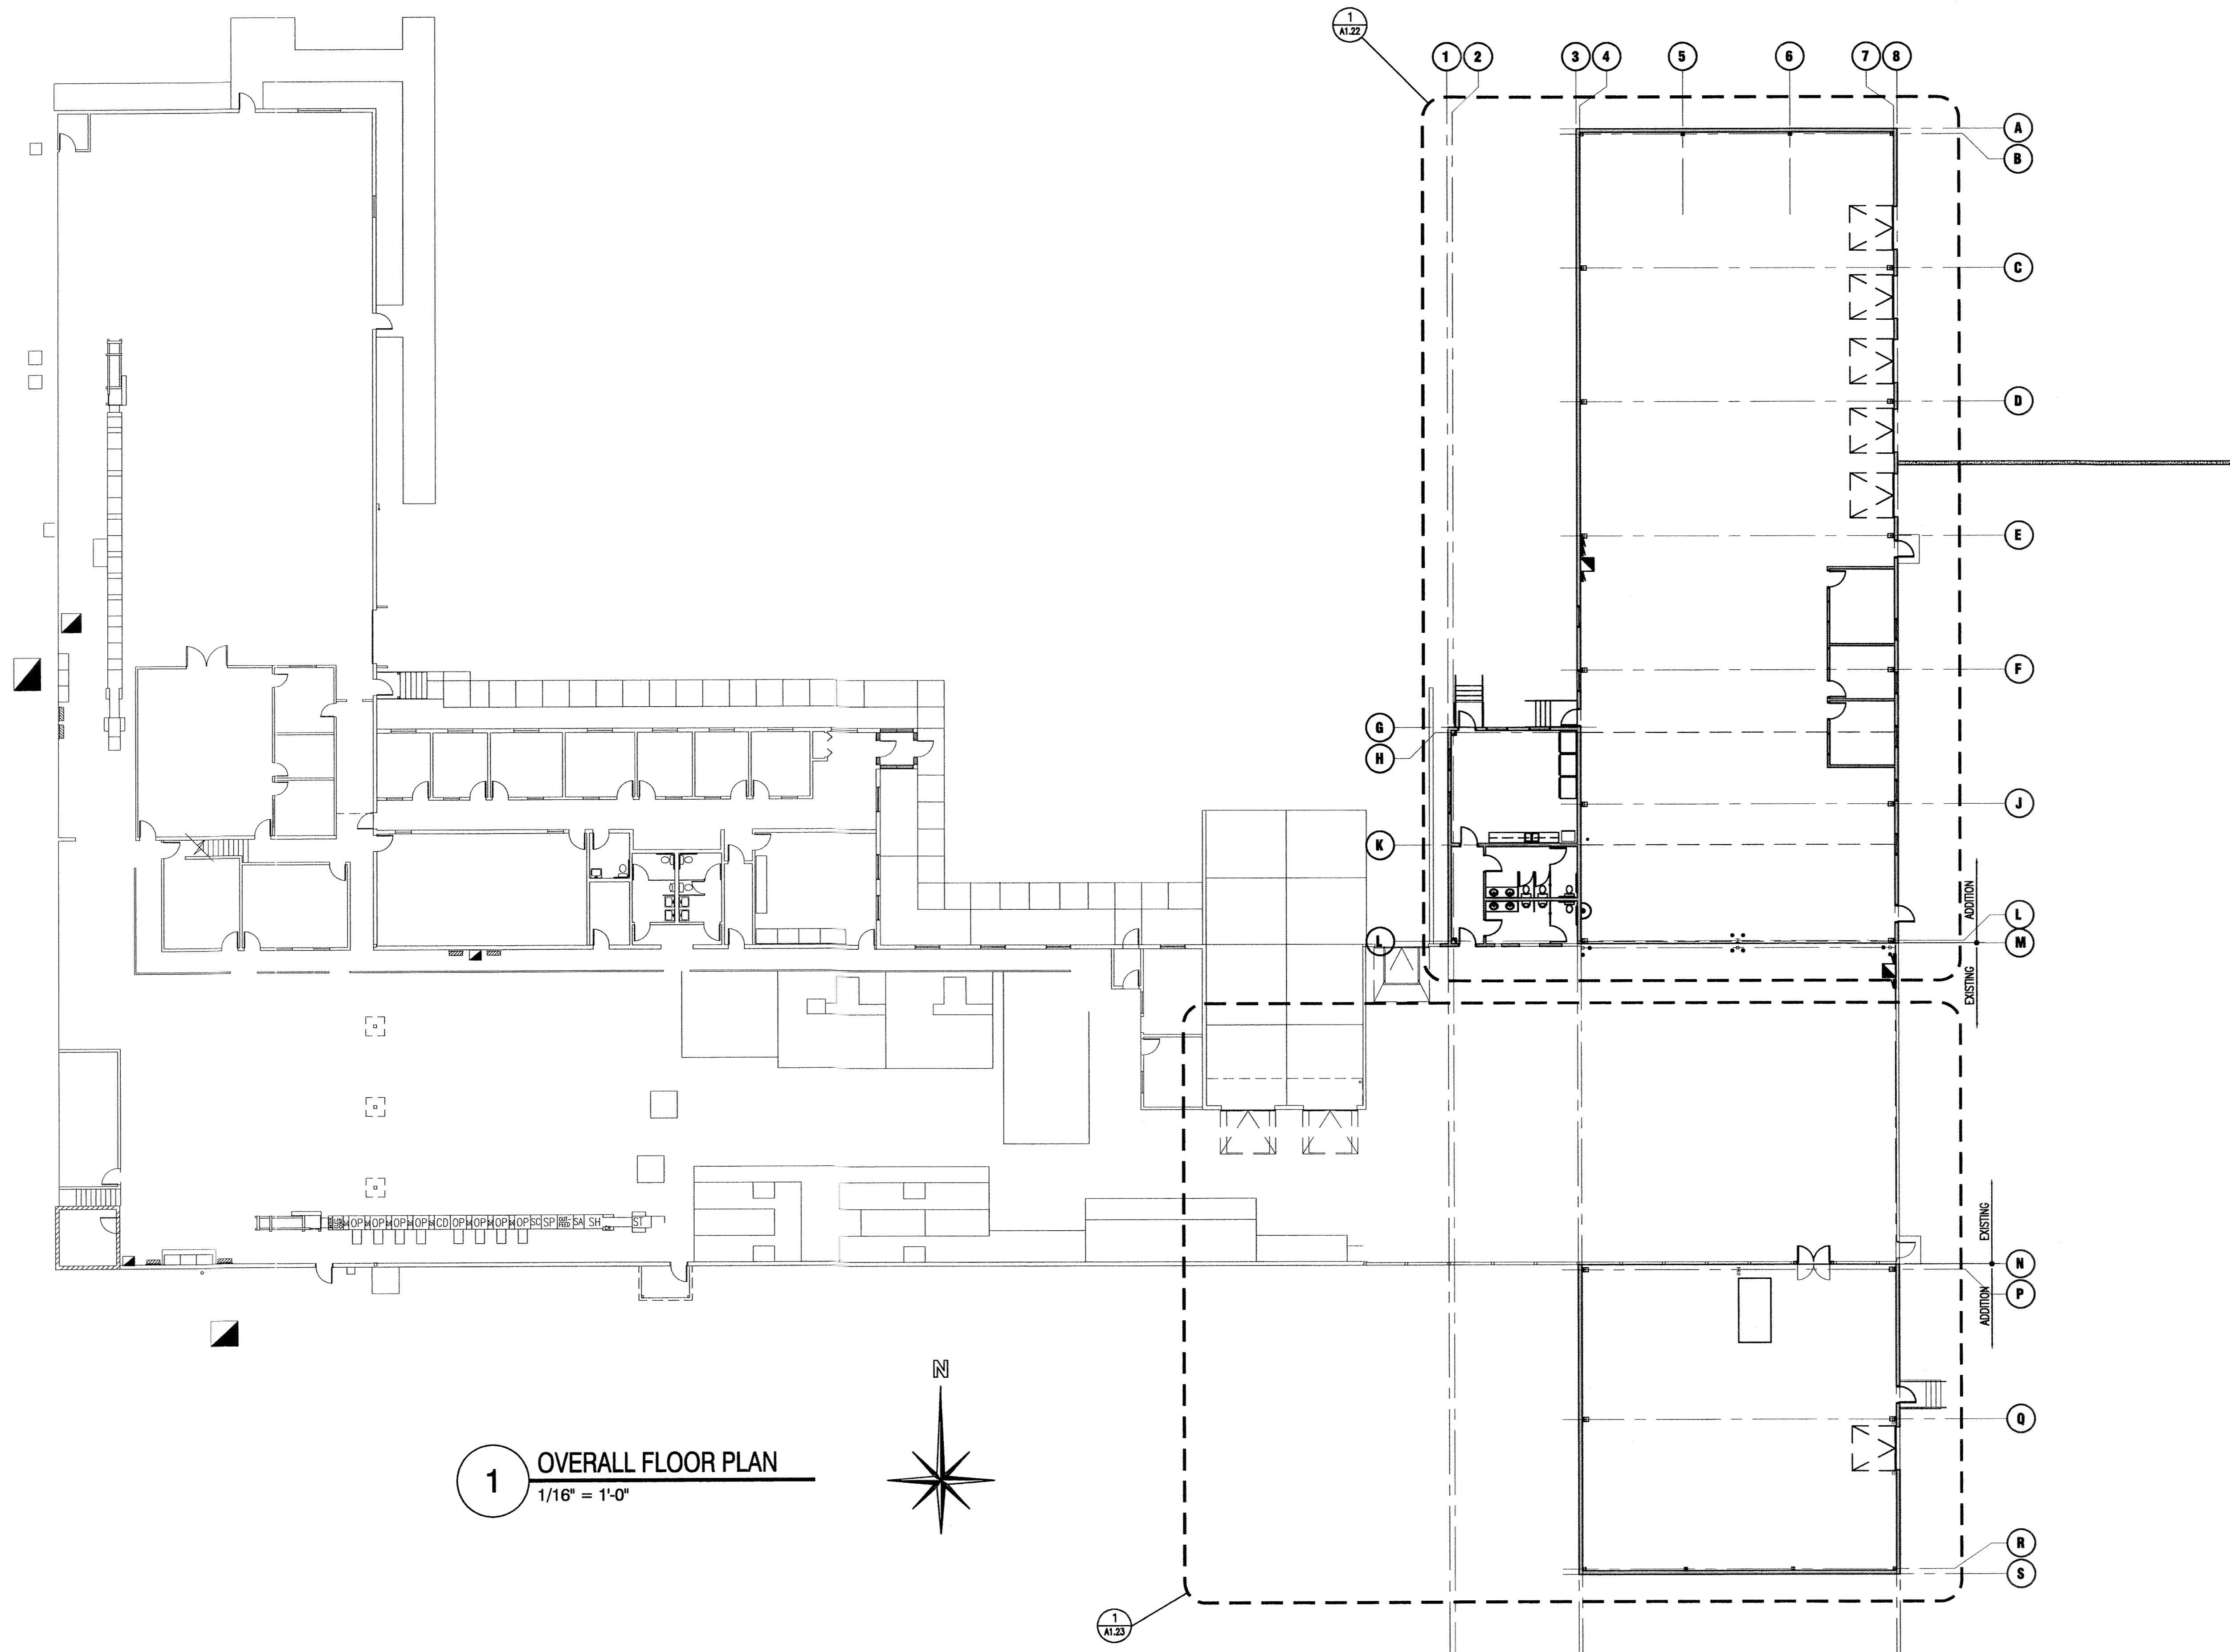 1
A1.22
1 2 3 4 5 6 7 8
A
B
C
D
E
F
G
H
J
K
ADDITION
L L
M
EXISTING
EXISTING
N
P
ADDITION
Q
R
S
OP OP OP OP CD OP OP OP OP SC SP SA SH ST
N
1 OVERALL FLOOR PLAN
1/16" = 1'-0"
1
A1.23